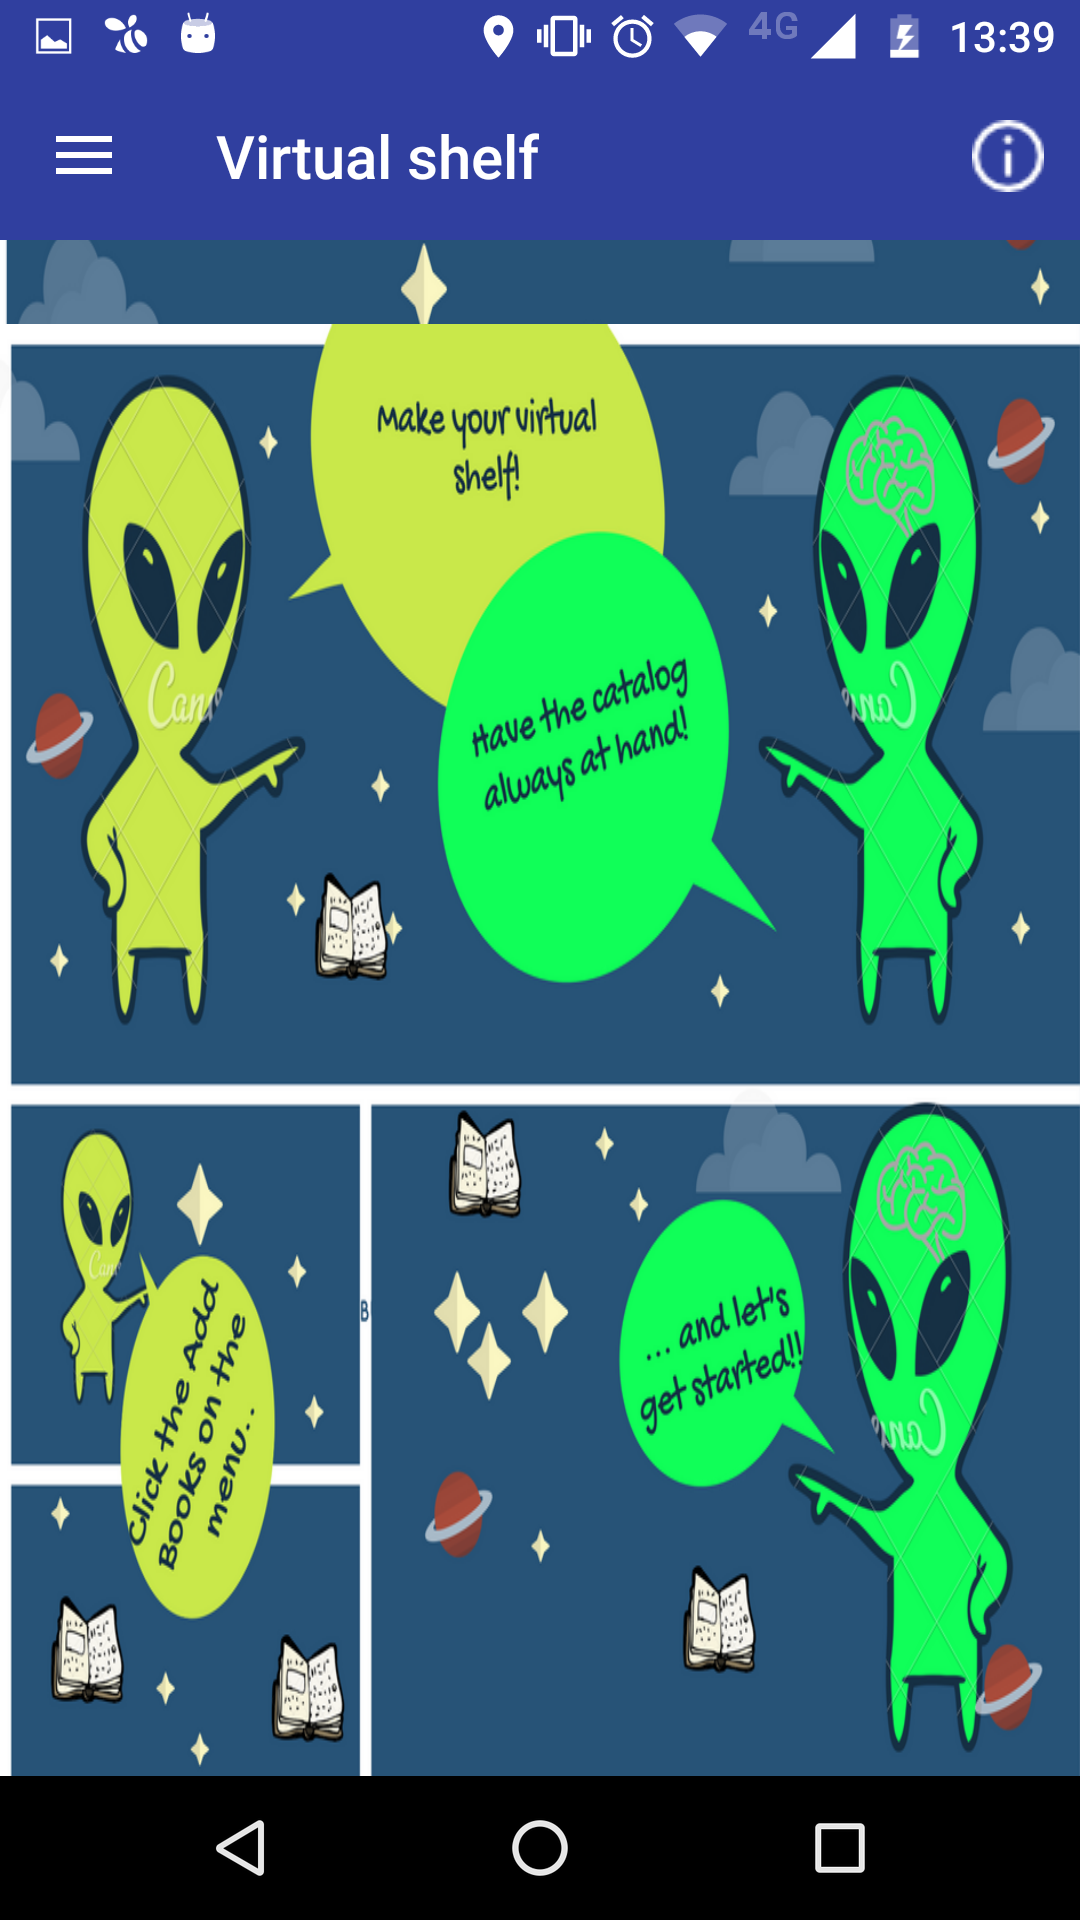 4G 13:39
Virtual shelf
Make your virtual
shelf!
Have the catalog
always at hand!
Click the Add
Books on the
menu...
B
... and let's
get started!!